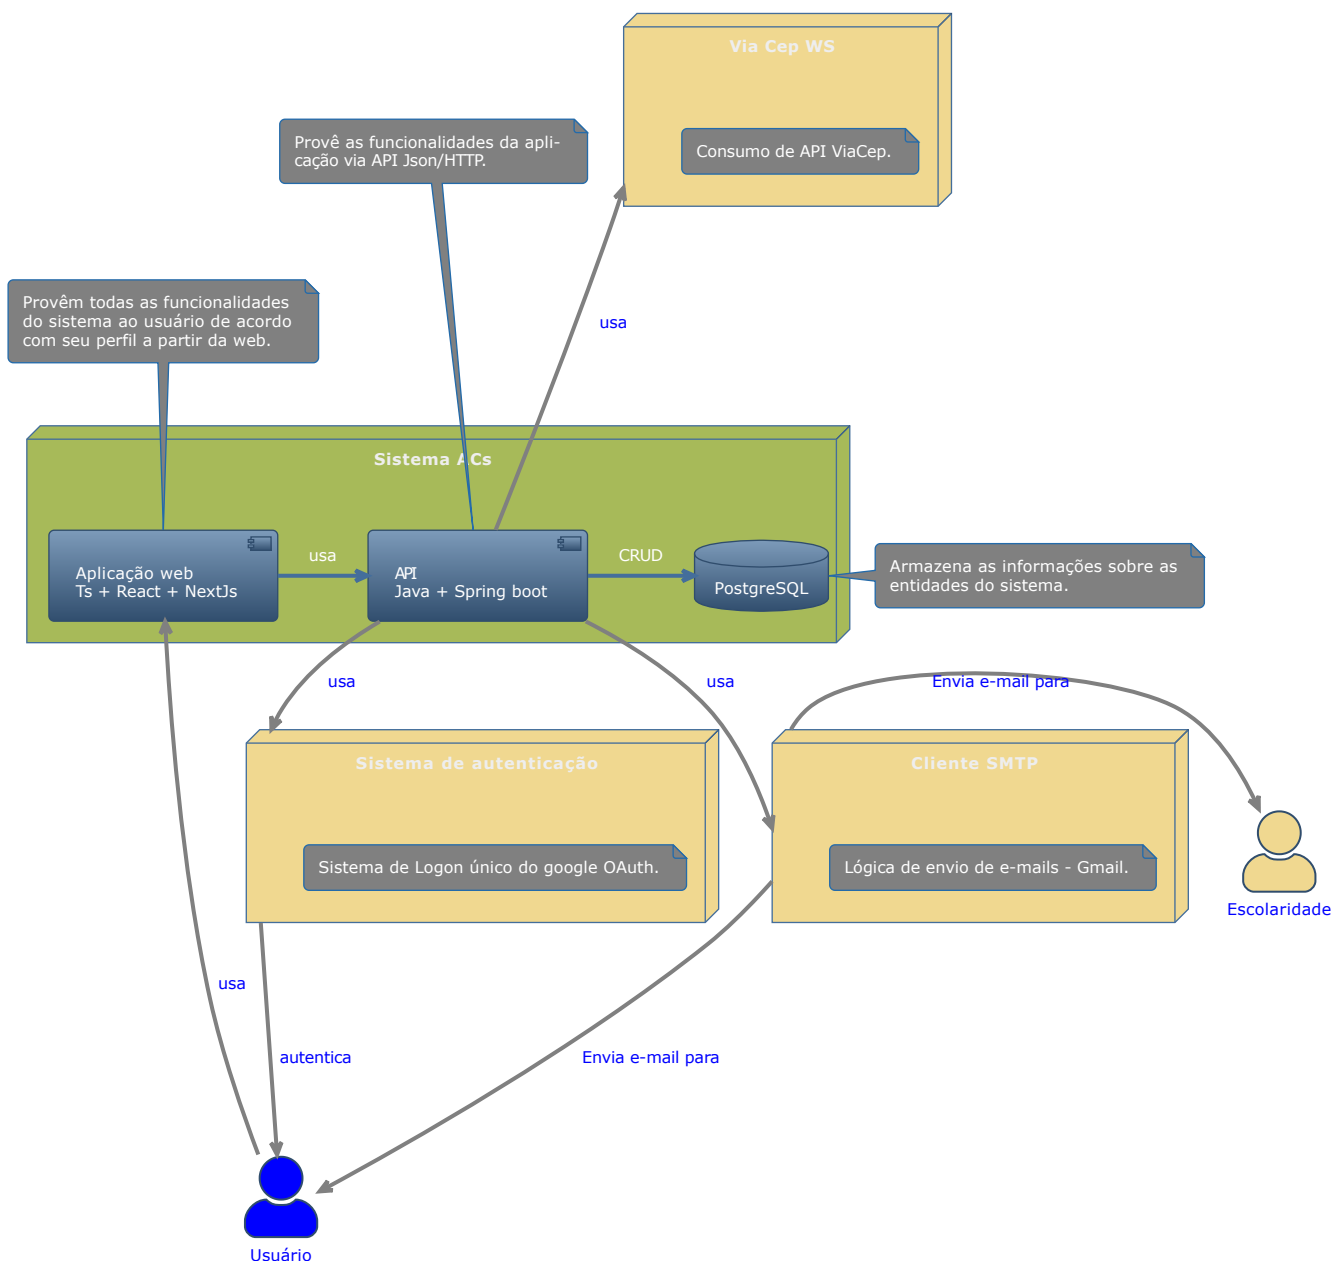 Via Cep WS
Consumo de API ViaCep.
Provê as funcionalidades da apli-
cação via API Json/HTTP.
usa
Provêm todas as funcionalidades
do sistema ao usuário de acordo
com seu perfil a partir da web.
Sistema ACs
Aplicação web
Ts + React + NextJs
usa
API
Java + Spring boot
CRUD
PostgreSQL
Armazena as informações sobre as
entidades do sistema.
usa
usa
Envia e-mail para
Sistema de autenticação
Sistema de Logon único do google OAuth.
Cliente SMTP
Lógica de envio de e-mails - Gmail.
Escolaridade
usa
autentica
Envia e-mail para
Usuário